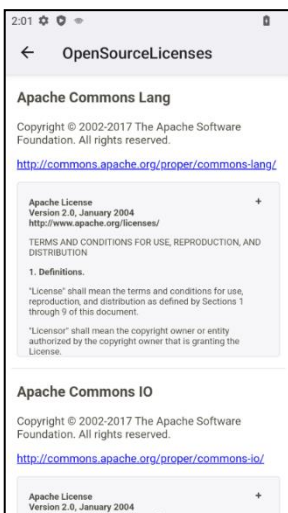 2:01
OpenSourceLicenses
Apache Commons Lang
Copyright © 2002-2017 The Apache Software
Foundation. All rights reserved.
http://commons.apache.org/proper/commons-lang/
Apache License +
Version 2.0, January 2004
http://www.apache.org/licenses/
TERMS AND CONDITIONS FOR USE, REPRODUCTION, AND
DISTRIBUTION
1. Definitions.
"License" shall mean the terms and conditions for use,
reproduction, and distribution as defined by Sections 1
through 9 of this document.
"Licensor" shall mean the copyright owner or entity
authorized by the copyright owner that is granting the
License.
Apache Commons IO
Copyright © 2002-2017 The Apache Software
Foundation. All rights reserved.
http://commons.apache.org/proper/commons-io/
Apache License +
Version 2.0, January 2004